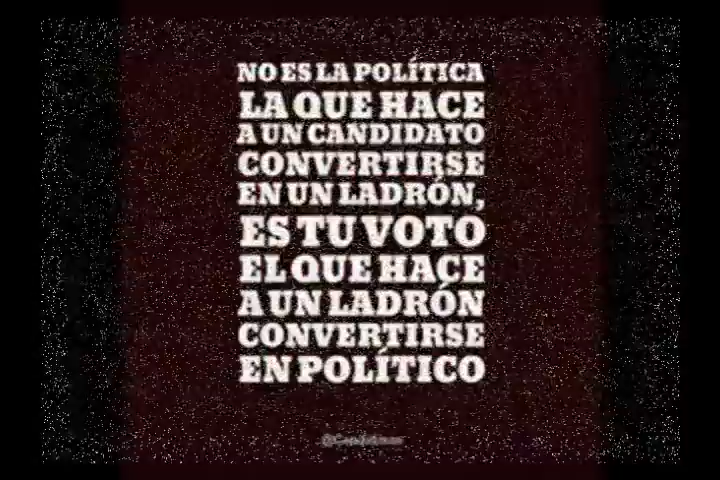 NO ES LA POLÍTICA
LA QUE HACE
A UN CANDIDATO
CONVERTIRSE
EN UN LADRÓN,
ES TU VOTO
EL QUE HACE
A UN LADRÓN
CONVERTIRSE
EN POLÍTICO